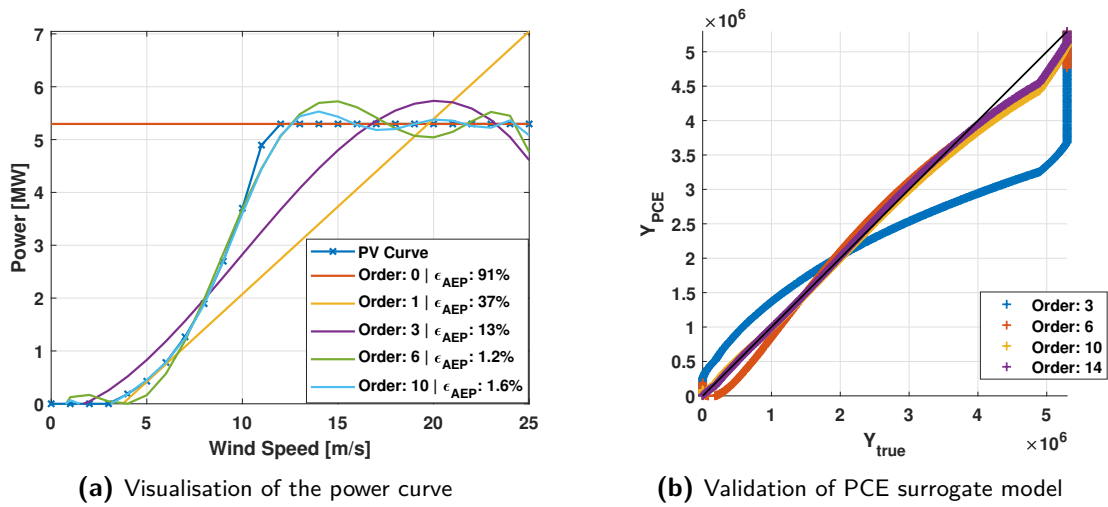 7
6
5
4
3
2
1
0
Power [MW]
0 5 10 15 20 25
Wind Speed [m/s]
PV Curve
Order: 0 | ϵ_AEP: 91%
Order: 1 | ϵ_AEP: 37%
Order: 3 | ϵ_AEP: 13%
Order: 6 | ϵ_AEP: 1.2%
Order: 10 | ϵ_AEP: 1.6%
(a) Visualisation of the power curve
×10^6
5
4.5
4
3.5
3
2.5
2
1.5
1
0.5
0
Y_PCE
0 1 2 3 4 5
×10^6
Y_true
Order: 3
Order: 6
Order: 10
Order: 14
(b) Validation of PCE surrogate model